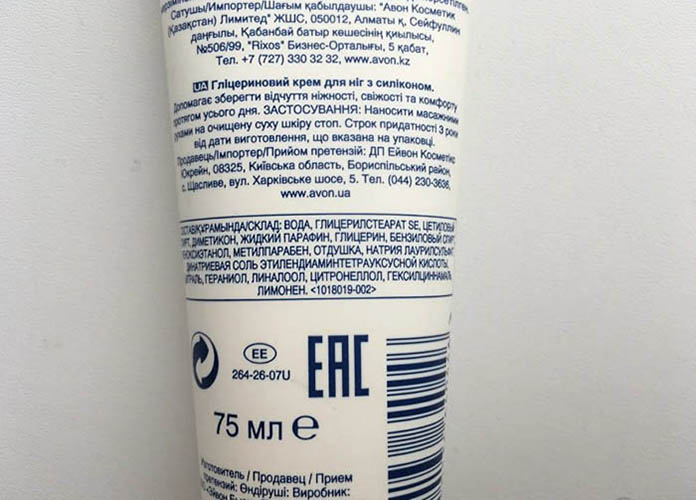 Сатушы/Импортер/Шағым қабылдаушы: "Авон Косметик
(Қазақстан) Лимитед" ЖШС, 050012, Алматы қ, Сейфуллин
даңғылы, Қабанбай батыр көшесінің қиылысы,
№506/99, "Rixos" Бизнес-Орталығы, 5 қабат,
Тел. +7 (727) 330 32 32, www.avon.kz
UA Гліцериновий крем для ніг з силіконом.
Допомагає зберегти відчуття ніжності, свіжості та комфорту
протягом усього дня. ЗАСТОСУВАННЯ: Наносити масажними
рухами на очищену суху шкіру стоп. Строк придатності 3 роки
від дати виготовлення, що вказана на упаковці.
Продавець/Імпортер/Прийом претензій: ДП Ейвон Косметікс
Юкрейн, 08325, Київська область, Бориспільський район,
с. Щасливе, вул. Харківське шосе, 5. Тел. (044) 230-3636,
www.avon.ua
СОСТАВ/ҚҰРАМЫНДА/СКЛАД: ВОДА, ГЛИЦЕРИЛСТЕАРАТ SE, ЦЕТИЛОВЫЙ
СПИРТ, ДИМЕТИКОН, ЖИДКИЙ ПАРАФИН, ГЛИЦЕРИН, БЕНЗИЛОВЫЙ СПИРТ,
ФЕНОКСИЭТАНОЛ, МЕТИЛПАРАБЕН, ОТДУШКА, НАТРИЯ ЛАУРИЛСУЛЬФАТ,
ДИНАТРИЕВАЯ СОЛЬ ЭТИЛЕНДИАМИНТЕТРАУКСУСНОЙ КИСЛОТЫ,
ЦИТРАЛЬ, ГЕРАНИОЛ, ЛИНАЛООЛ, ЦИТРОНЕЛЛОЛ, ГЕКСИЛЦИННАМАЛЬ,
ЛИМОНЕН. <1018019-002>
EE
264-26-07U
EAC
75 мл e
Изготовитель / Продавец / Прием
претензий: Өндіруші: Виробник: